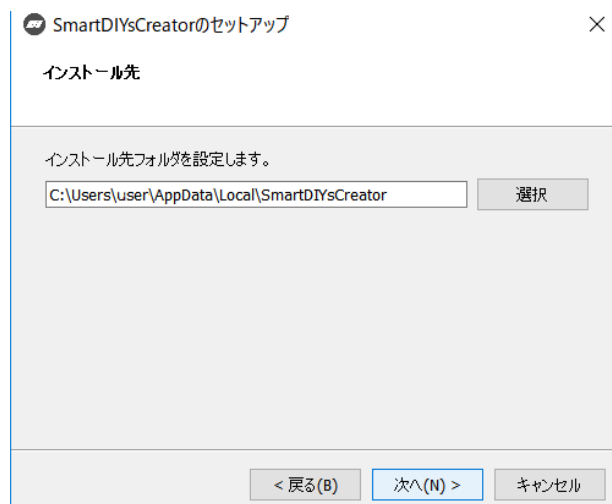 SmartDIYsCreatorのセットアップ
インストール先
インストール先フォルダを設定します。
C:\Users\user\AppData\Local\SmartDIYsCreator
選択
< 戻る(B)
次へ(N) >
キャンセル